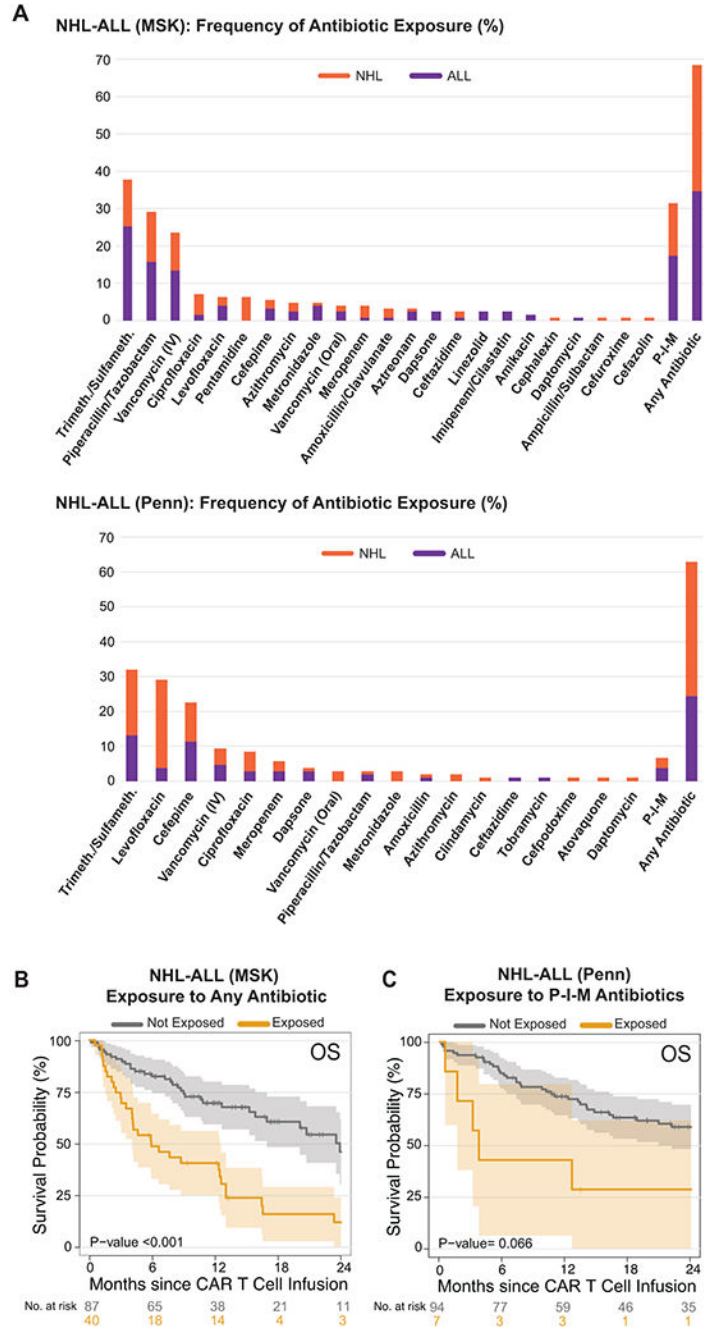 A
NHL-ALL (MSK): Frequency of Antibiotic Exposure (%)
NHL ALL
70
60
50
40
30
20
10
0
Trimeth./Sulfameth.
Piperacillin/Tazobactam
Vancomycin (IV)
Ciprofloxacin
Levofloxacin
Pentanidine
Cefepime
Azithromycin
Metronidazole
Vancomycin (Oral)
Meropenem
Amoxicillin/Clavulanate
Aztreonam
Dapsone
Ceftazidime
Linezolid
Imipenem/Cilastatin
Amikacin
Cephalexin
Daptomycin
Ampicillin/Sulbactam
Cefuroxime
Cefazolin
P-I-M
Any Antibiotic
NHL-ALL (Penn): Frequency of Antibiotic Exposure (%)
NHL ALL
70
60
50
40
30
20
10
0
Trimeth./Sulfameth.
Levofloxacin
Cefepime
Vancomycin (IV)
Ciprofloxacin
Meropenem
Dapsone
Vancomycin (Oral)
Piperacillin/Tazobactam
Metronidazole
Amoxicillin
Azithromycin
Clindamycin
Ceftazidime
Tobramycin
Cefpodoxime
Atovaquone
Daptomycin
P-I-M
Any Antibiotic
B
NHL-ALL (MSK)
Exposure to Any Antibiotic
Not Exposed Exposed
OS
Survival Probability (%)
100
75
50
25
0
P-value <0.001
0 6 12 18 24
Months since CAR T Cell Infusion
No. at risk 87 65 38 21 11
40 18 14 4 3
C
NHL-ALL (Penn)
Exposure to P-I-M Antibiotics
Not Exposed Exposed
OS
Survival Probability (%)
100
75
50
25
0
P-value= 0.066
0 6 12 18 24
Months since CAR T Cell Infusion
No. at risk 94 77 59 46 35
7 3 3 1 1